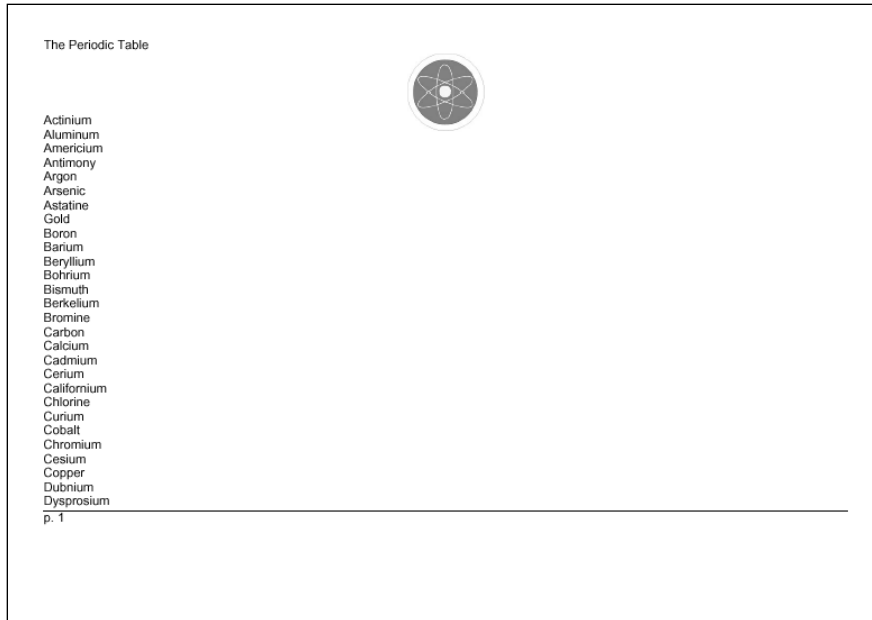 The Periodic Table
Actinium
Aluminum
Americium
Antimony
Argon
Arsenic
Astatine
Gold
Boron
Barium
Beryllium
Bohrium
Bismuth
Berkelium
Bromine
Carbon
Calcium
Cadmium
Cerium
Californium
Chlorine
Curium
Cobalt
Chromium
Cesium
Copper
Dubnium
Dysprosium
p. 1